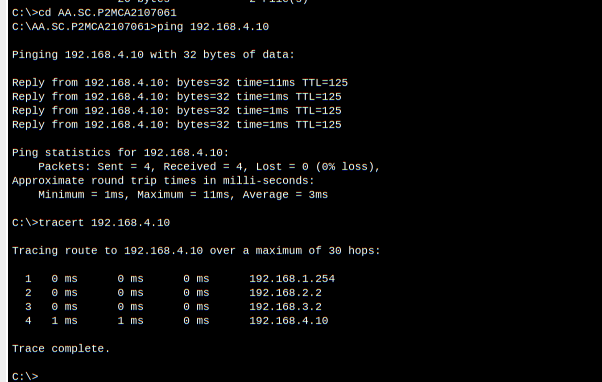 C:\>cd AA.SC.P2MCA2107061
C:\AA.SC.P2MCA2107061>ping 192.168.4.10
Pinging 192.168.4.10 with 32 bytes of data:
Reply from 192.168.4.10: bytes=32 time=11ms TTL=125
Reply from 192.168.4.10: bytes=32 time=1ms TTL=125
Reply from 192.168.4.10: bytes=32 time=1ms TTL=125
Reply from 192.168.4.10: bytes=32 time=1ms TTL=125
Ping statistics for 192.168.4.10:
Packets: Sent = 4, Received = 4, Lost = 0 (0% loss),
Approximate round trip times in milli-seconds:
Minimum = 1ms, Maximum = 11ms, Average = 3ms
C:\>tracert 192.168.4.10
Tracing route to 192.168.4.10 over a maximum of 30 hops:
1 0 ms 0 ms 0 ms 192.168.1.254
2 0 ms 0 ms 0 ms 192.168.2.2
3 0 ms 0 ms 0 ms 192.168.3.2
4 1 ms 1 ms 0 ms 192.168.4.10
Trace complete.
C:\>